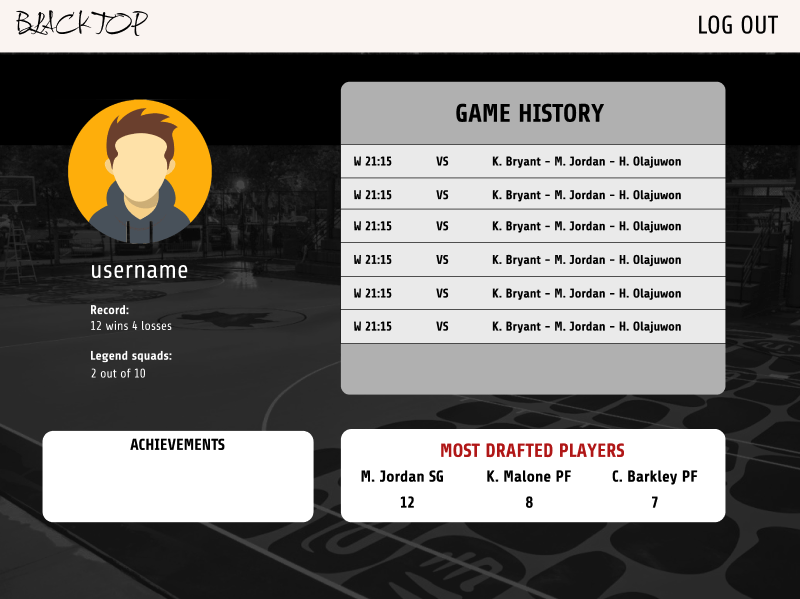 BLACKTOP
LOG OUT
GAME HISTORY
W 21:15 VS K. Bryant - M. Jordan - H. Olajuwon
W 21:15 VS K. Bryant - M. Jordan - H. Olajuwon
W 21:15 VS K. Bryant - M. Jordan - H. Olajuwon
W 21:15 VS K. Bryant - M. Jordan - H. Olajuwon
W 21:15 VS K. Bryant - M. Jordan - H. Olajuwon
W 21:15 VS K. Bryant - M. Jordan - H. Olajuwon
username
Record:
12 wins 4 losses
Legend squads:
2 out of 10
ACHIEVEMENTS
MOST DRAFTED PLAYERS
M. Jordan SG K. Malone PF C. Barkley PF
12 8 7